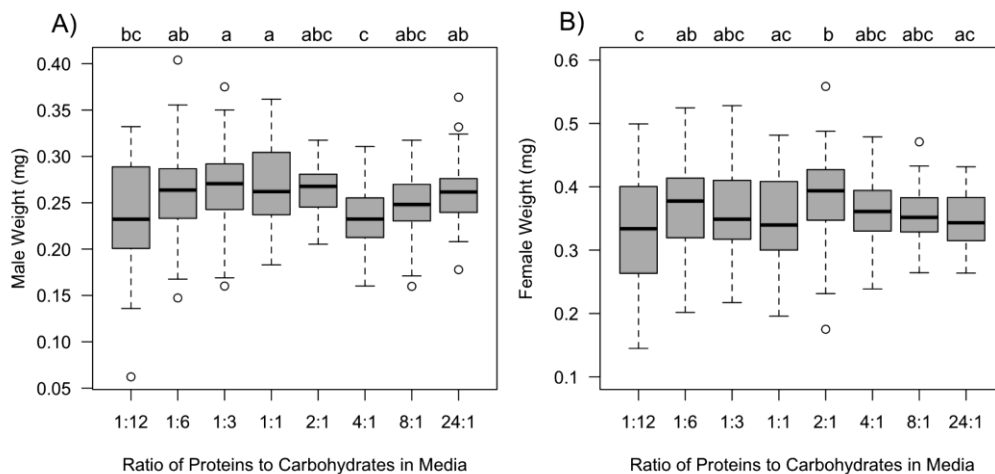 A)
bc ab a a abc c abc ab
0.40
0.35
0.30
0.25
0.20
0.15
0.10
0.05
Male Weight (mg)
1:12 1:6 1:3 1:1 2:1 4:1 8:1 24:1
Ratio of Proteins to Carbohydrates in Media
B)
c ab abc ac b abc abc ac
0.6
0.5
0.4
0.3
0.2
0.1
Female Weight (mg)
1:12 1:6 1:3 1:1 2:1 4:1 8:1 24:1
Ratio of Proteins to Carbohydrates in Media